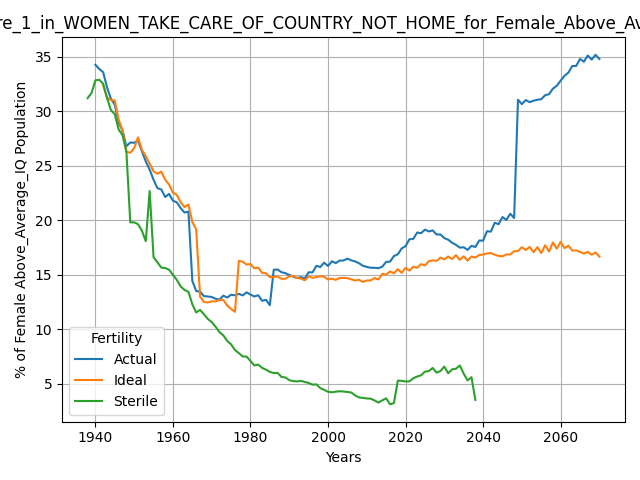 re_1_in_WOMEN_TAKE_CARE_OF_COUNTRY_NOT_HOME_for_Female_Above_Av
% of Female Above_Average_IQ Population
35
30
25
20
15
10
5
Fertility
Actual
Ideal
Sterile
1940 1960 1980 2000 2020 2040 2060
Years